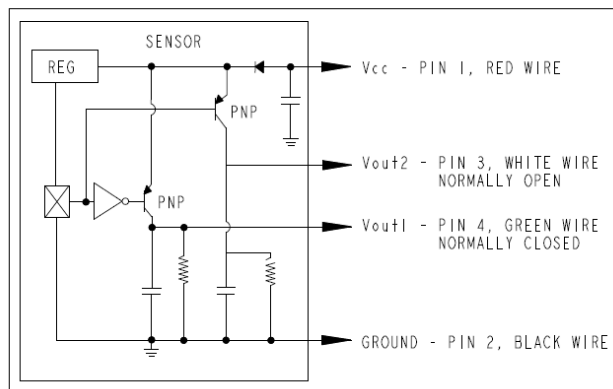 SENSOR
REG
Vcc - PIN 1, RED WIRE
PNP
Vout2 - PIN 3, WHITE WIRE
NORMALLY OPEN
PNP
Vout1 - PIN 4, GREEN WIRE
NORMALLY CLOSED
GROUND - PIN 2, BLACK WIRE